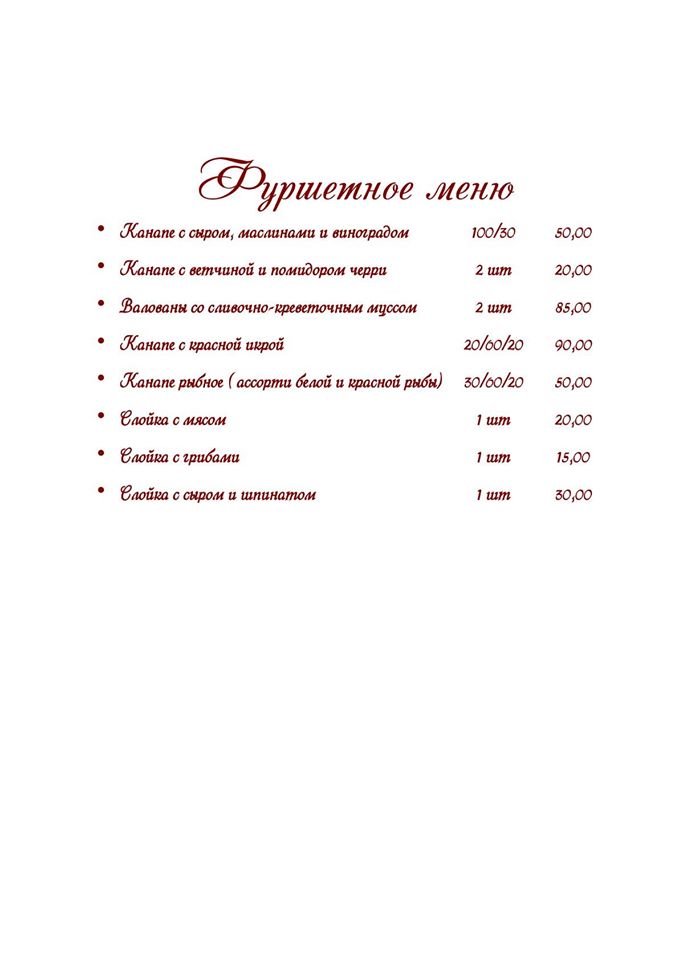 Фуршетное меню
• Канапе с сыром, маслинами и виноградом 100/30 50,00
• Канапе с ветчиной и помидором черри 2 шт 20,00
• Валованы со сливочно-креветочным муссом 2 шт 85,00
• Канапе с красной икрой 20/60/20 90,00
• Канапе рыбное ( ассорти белой и красной рыбы) 30/60/20 50,00
• Слойка с мясом 1 шт 20,00
• Слойка с грибами 1 шт 15,00
• Слойка с сыром и шпинатом 1 шт 30,00